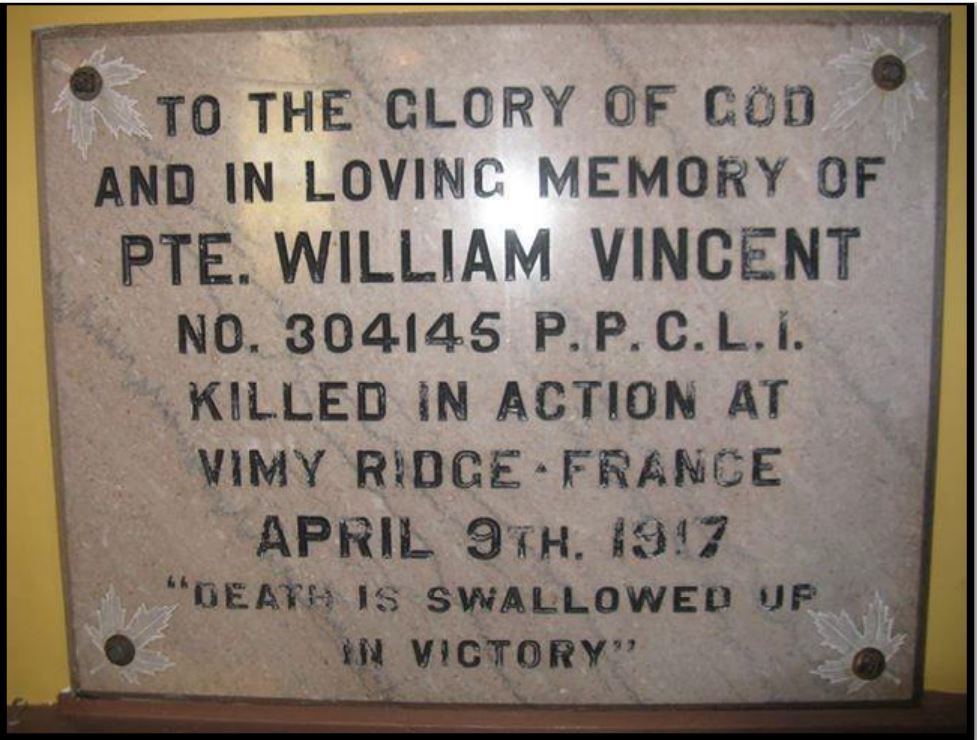 TO THE GLORY OF GOD
AND IN LOVING MEMORY OF
PTE. WILLIAM VINCENT
NO. 304145 P.P.C.L.I.
KILLED IN ACTION AT
VIMY RIDGE·FRANCE
APRIL 9TH. 1917
"DEATH IS SWALLOWED UP
IN VICTORY"